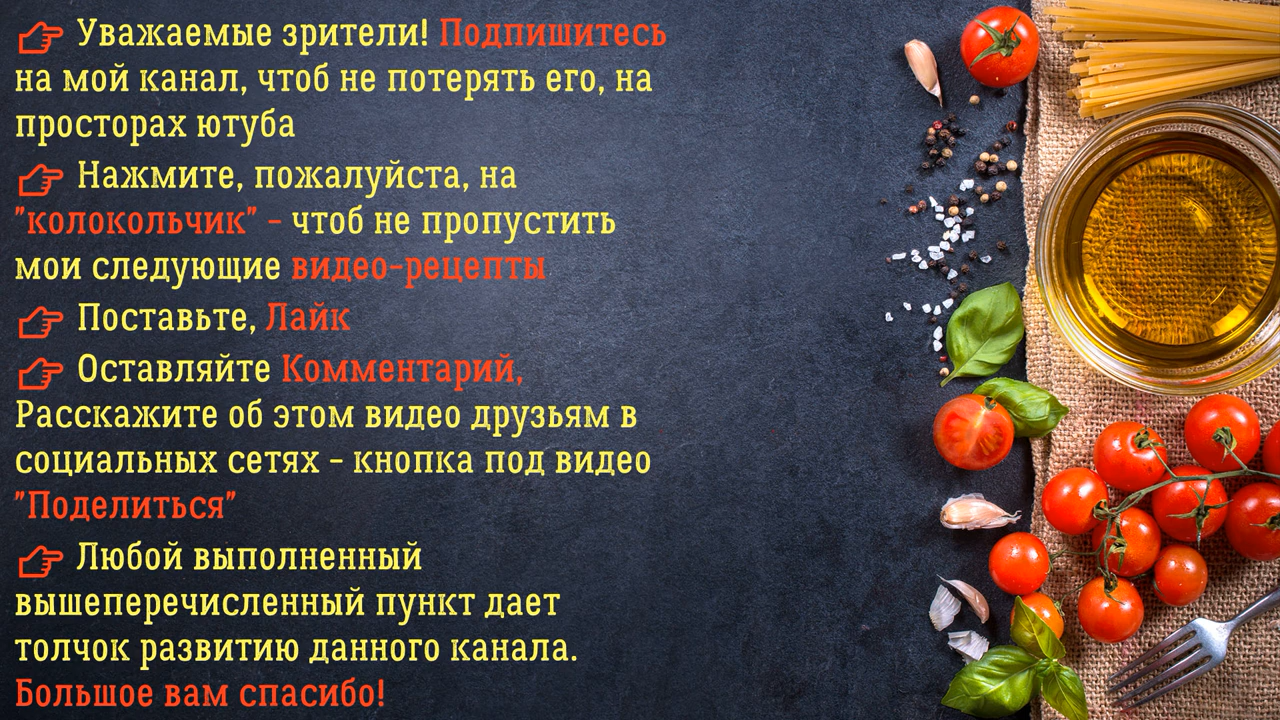 Уважаемые зрители! Подпишитесь
на мой канал, чтоб не потерять его, на
просторах ютуба
Нажмите, пожалуйста, на
"колокольчик" - чтоб не пропустить
мои следующие видео-рецепты
Поставьте, Лайк
Оставляйте Комментарий,
Расскажите об этом видео друзьям в
социальных сетях - кнопка под видео
"Поделиться"
Любой выполненный
вышеперечисленный пункт дает
толчок развитию данного канала.
Большое вам спасибо!